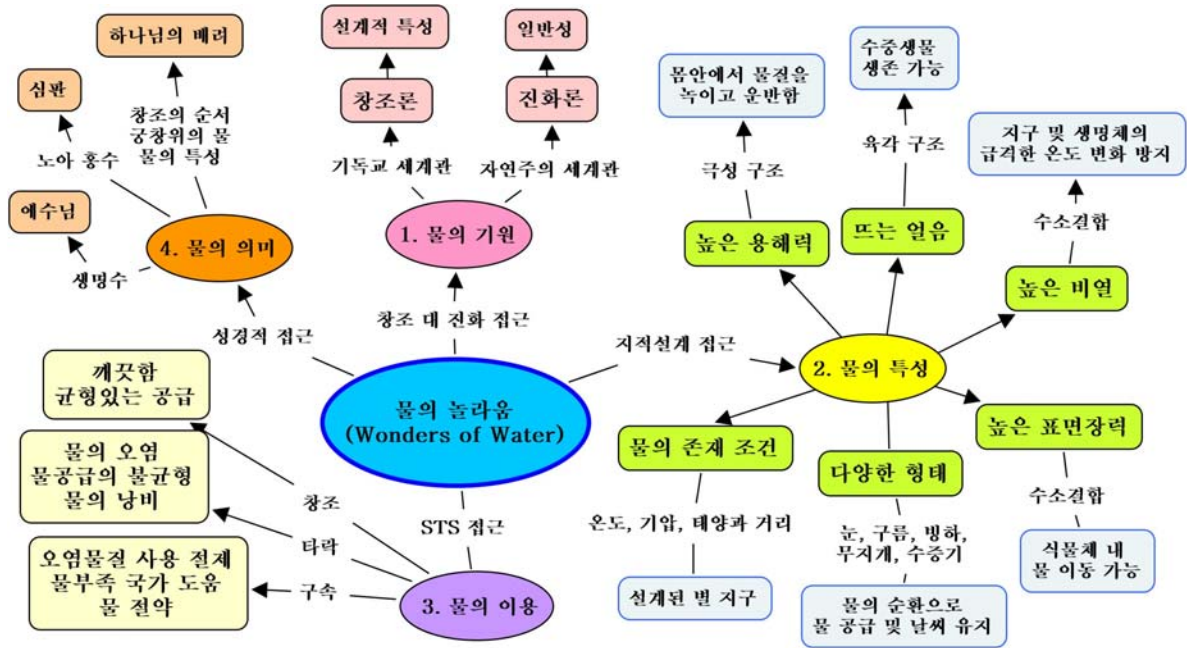 하나님의 배려
심판
창조의 순서
궁창위의 물
물의 특성
노아 홍수
예수님
생명수
4. 물의 의미
성경적 접근
설계적 특성
일반성
창조론
진화론
기독교 세계관
자연주의 세계관
1. 물의 기원
창조 대 진화 접근
몸안에서 물질을
녹이고 운반함
극성 구조
높은 용해력
수중생물
생존 가능
육각 구조
뜨는 얼음
지구 및 생명체의
급격한 온도 변화 방지
수소결합
높은 비열
지적설계 접근
2. 물의 특성
물의 놀라움
(Wonders of Water)
깨끗함
균형있는 공급
물의 오염
물공급의 불균형
물의 낭비
오염물질 사용 절제
물부족 국가 도움
물 절약
창조
타락
구속
STS 접근
3. 물의 이용
물의 존재 조건
온도, 기압, 태양과 거리
설계된 별 지구
다양한 형태
눈, 구름, 빙하,
무지개, 수증기
물의 순환으로
물 공급 및 날씨 유지
높은 표면장력
수소결합
식물체 내
물 이동 가능